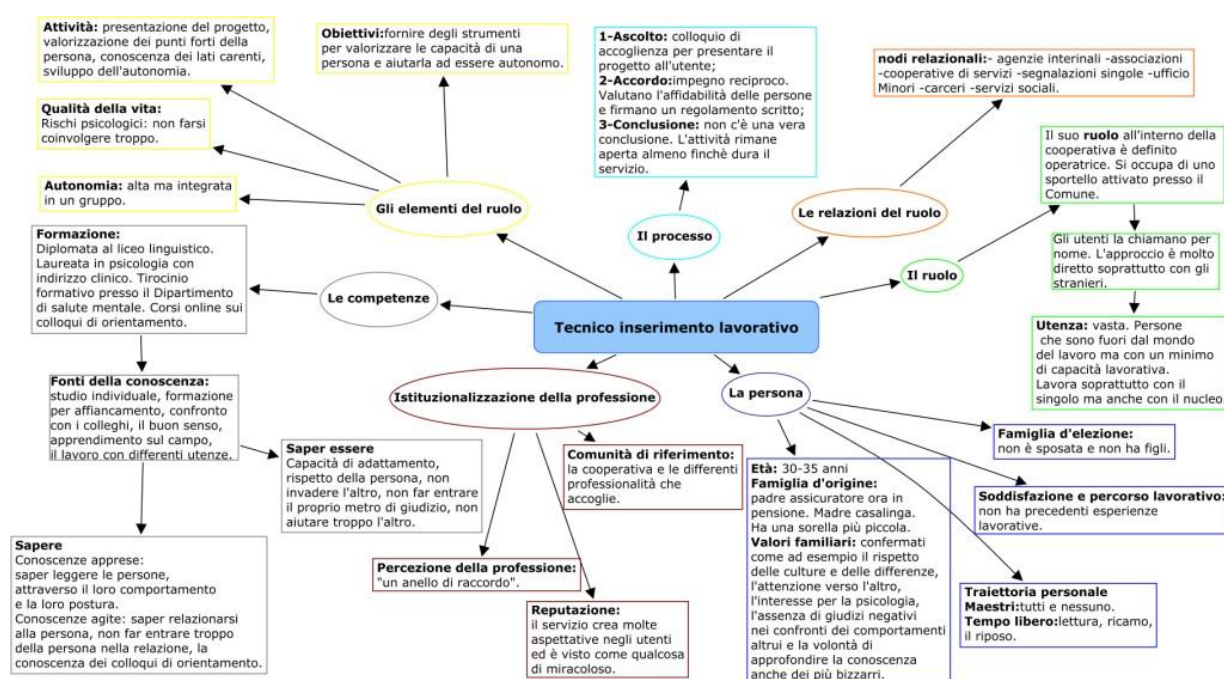 Attività: presentazione del progetto,
valorizzazione dei punti forti della
persona, conoscenza dei lati carenti,
sviluppo dell'autonomia.
Obiettivi:fornire degli strumenti
per valorizzare le capacità di una
persona e aiutarla ad essere autonomo.
1-Ascolto: colloquio di
accoglienza per presentare il
progetto all'utente;
2-Accordo:impegno reciproco.
Valutano l'affidabilità delle persone
e firmano un regolamento scritto;
3-Conclusione: non c'è una vera
conclusione. L'attività rimane
aperta almeno finchè dura il
servizio.
nodi relazionali:- agenzie interinali -associazioni
-cooperative di servizi -segnalazioni singole -ufficio
Minori -carceri -servizi sociali.
Qualità della vita:
Rischi psicologici: non farsi
coinvolgere troppo.
Autonomia: alta ma integrata
in un gruppo.
Gli elementi del ruolo
Il processo
Le relazioni del ruolo
Il suo ruolo all'interno della
cooperativa è definito
operatrice. Si occupa di uno
sportello attivato presso il
Comune.
Il ruolo
Gli utenti la chiamano per
nome. L'approccio è molto
diretto soprattutto con gli
stranieri.
Utenza: vasta. Persone
che sono fuori dal mondo
del lavoro ma con un minimo
di capacità lavorativa.
Lavora soprattutto con il
singolo ma anche con il nucleo.
Formazione:
Diplomata al liceo linguistico.
Laureata in psicologia con
indirizzo clinico. Tirocinio
formativo presso il Dipartimento
di salute mentale. Corsi online sui
colloqui di orientamento.
Le competenze
Tecnico inserimento lavorativo
Fonti della conoscenza:
studio individuale, formazione
per affiancamento, confronto
con i colleghi, il buon senso,
apprendimento sul campo,
il lavoro con differenti utenze.
Saper essere
Capacità di adattamento,
rispetto della persona, non
invadere l'altro, non far entrare
il proprio metro di giudizio, non
aiutare troppo l'altro.
Sapere
Conoscenze apprese:
saper leggere le persone,
attraverso il loro comportamento
e la loro postura.
Conoscenze agite: saper relazionarsi
alla persona, non far entrare troppo
della persona nella relazione, la
conoscenza dei colloqui di orientamento.
Istituzionalizzazione della professione
Comunità di riferimento:
la cooperativa e le differenti
professionalità che
accoglie.
Percezione della professione:
"un anello di raccordo".
Reputazione:
il servizio crea molte
aspettative negli utenti
ed è visto come qualcosa
di miracoloso.
La persona
Età: 30-35 anni
Famiglia d'origine:
padre assicuratore ora in
pensione. Madre casalinga.
Ha una sorella più piccola.
Valori familiari: confermati
come ad esempio il rispetto
delle culture e delle differenze,
l'attenzione verso l'altro,
l'interesse per la psicologia,
l'assenza di giudizi negativi
nei confronti dei comportamenti
altrui e la volontà di
approfondire la conoscenza
anche dei più bizzarri.
Famiglia d'elezione:
non è sposata e non ha figli.
Soddisfazione e percorso lavorativo:
non ha precedenti esperienze
lavorative.
Traiettoria personale
Maestri:tutti e nessuno.
Tempo libero:lettura, ricamo,
il riposo.